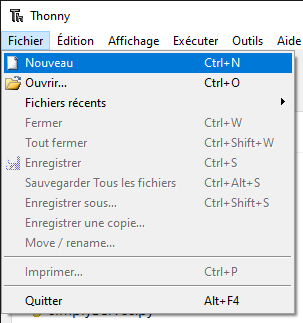 Thonny
Fichier Édition Affichage Exécuter Outils Aide
Nouveau Ctrl+N
Ouvrir... Ctrl+O
Fichiers récents
Fermer Ctrl+W
Tout fermer Ctrl+Shift+W
Enregistrer Ctrl+S
Sauvegarder Tous les fichiers Ctrl+Alt+S
Enregistrer sous... Ctrl+Shift+S
Enregistrer une copie...
Move / rename...
Imprimer... Ctrl+P
Quitter Alt+F4